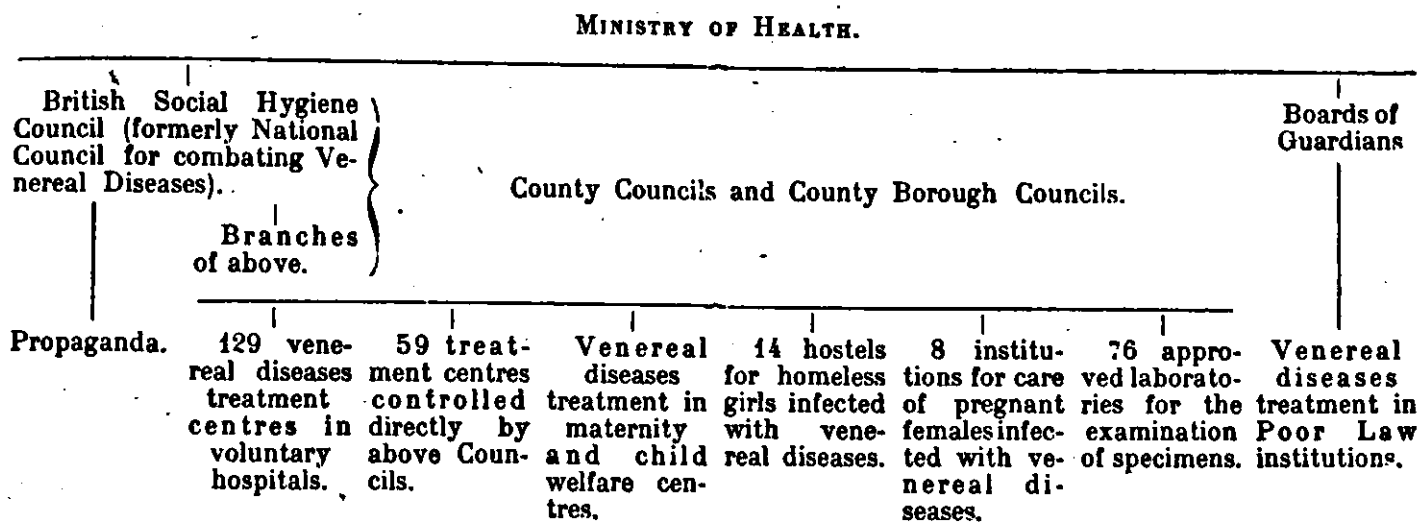 MINISTRY OF HEALTH.
British Social Hygiene
Council (formerly National
Council for combating Ve-
nereal Diseases).
Branches
of above.
County Councils and County Borough Councils.
Boards of
Guardians
Propaganda.
129 vene-
real diseases
treatment
centres in
voluntary
hospitals.
59 treat-
ment centres
controlled
directly by
above Coun-
cils.
Venereal
diseases
treatment in
maternity
and child
welfare cen-
tres.
14 hostels
for homeless
girls infected
with vene-
real diseases.
8 institu-
tions for care
of pregnant
females infec-
ted with ve-
nereal di-
seases.
76 appro-
ved laborato-
ries for the
examination
of specimens.
Venereal
diseases
treatment in
Poor Law
institutions.